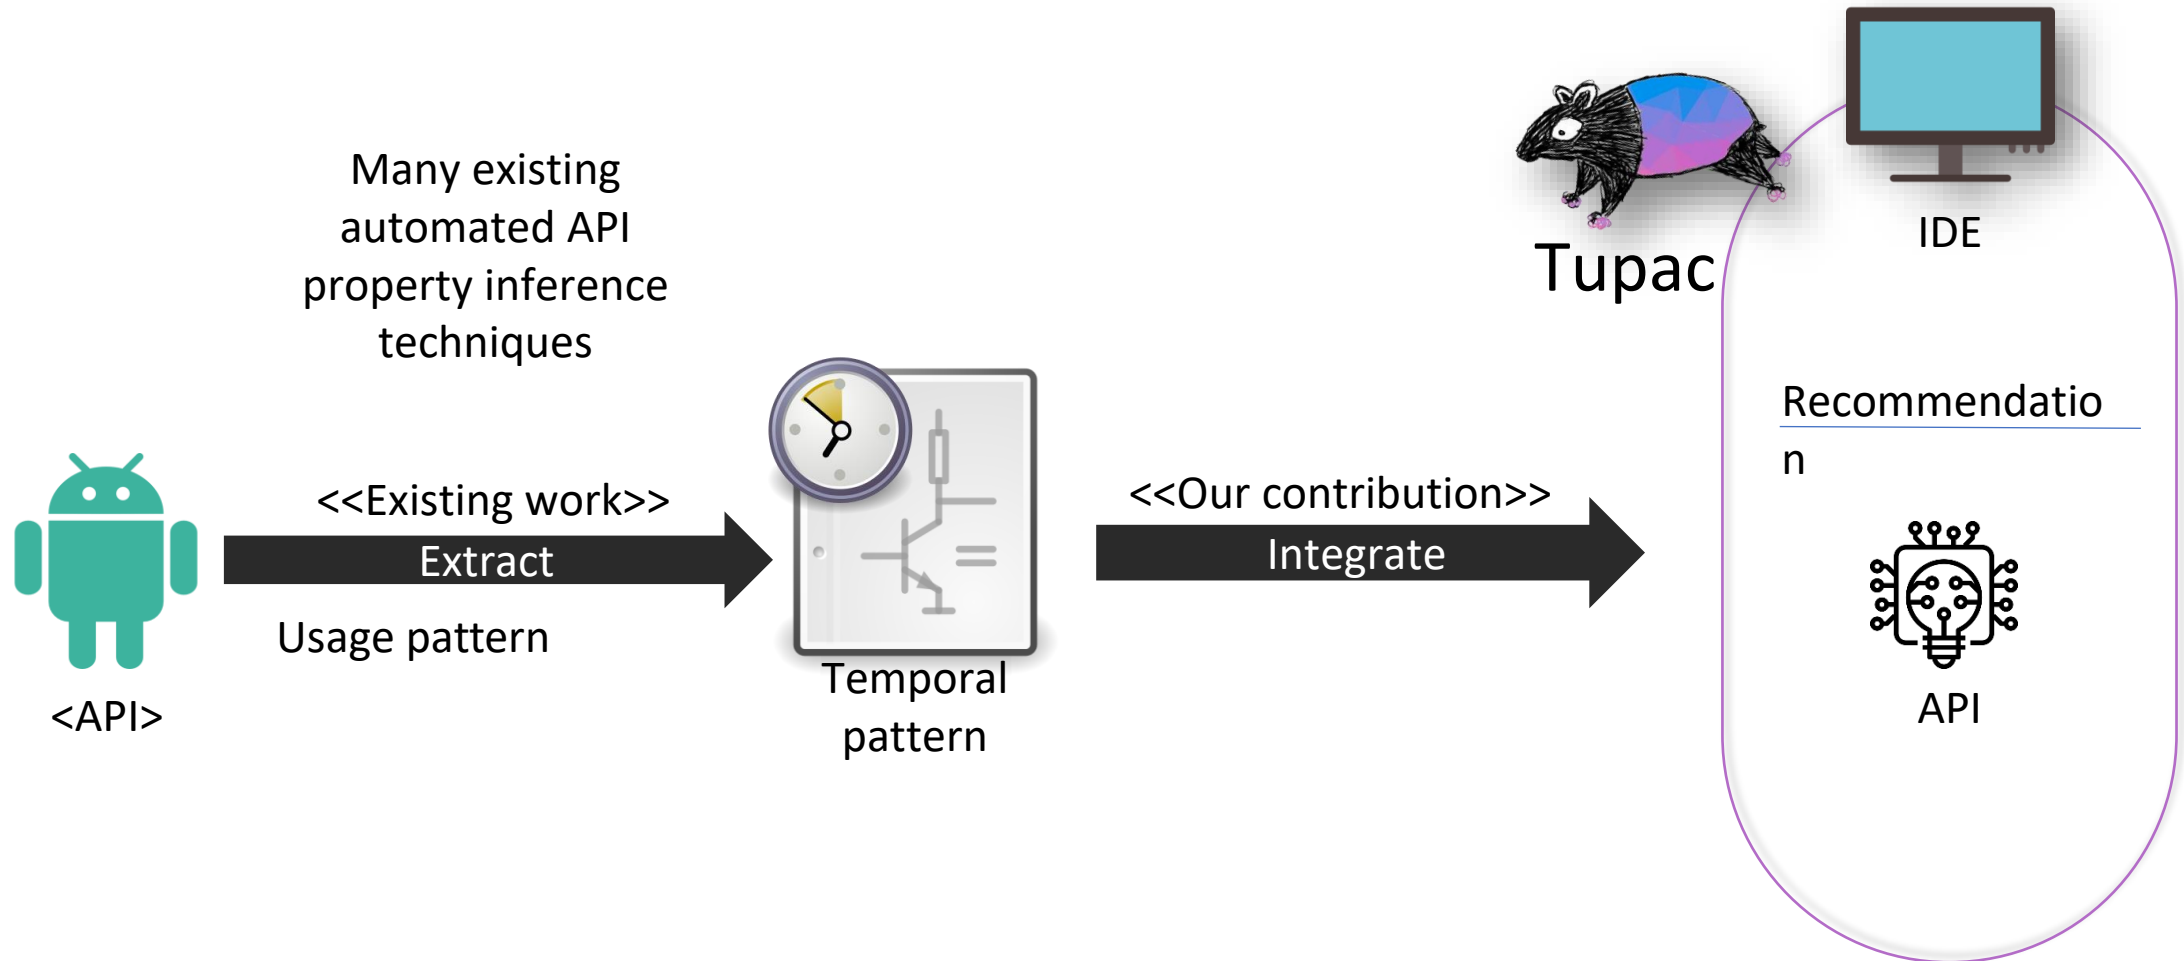 Many existing
automated API
property inference
techniques
<<Existing work>>
Extract
Usage pattern
<API>
Temporal
pattern
<<Our contribution>>
Integrate
Tupac
IDE
Recommendatio
n
API